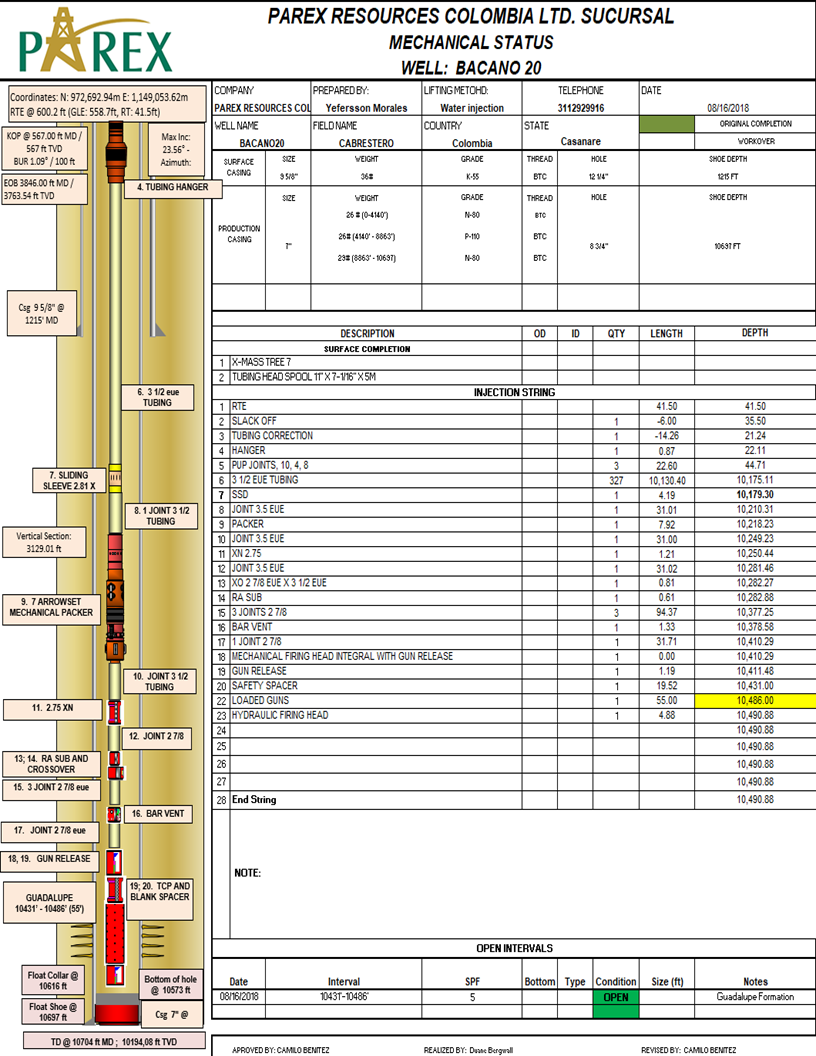 PAREX
PAREX RESOURCES COLOMBIA LTD. SUCURSAL
MECHANICAL STATUS
WELL: BACANO 20
COMPANY PREPARED BY: LIFTING METOHD: TELEPHONE DATE
PAREX RESOURCES COL Yefersson Morales Water injection 3112929916 08/16/2018
WELL NAME FIELD NAME COUNTRY STATE ORIGINAL COMPLETION
BACANO20 CABRESTERO Colombia Casanare WORKOVER
SURFACE CASING SIZE WEIGHT GRADE THREAD HOLE SHOE DEPTH
9 5/8" 36# K-55 BTC 12 1/4" 1215 FT
PRODUCTION CASING SIZE WEIGHT GRADE THREAD HOLE SHOE DEPTH
26 # (0-4140') N-80 BTC
7" 26# (4140' - 8863') P-110 BTC 8 3/4" 10697 FT
29# (8863' - 10697) N-80 BTC
DESCRIPTION OD ID QTY LENGTH DEPTH
SURFACE COMPLETION
1 X-MASS TREE 7
2 TUBING HEAD SPOOL 11" X 7-1/16" X 5M
INJECTION STRING
1 RTE 41.50 41.50
2 SLACK OFF 1 -6.00 35.50
3 TUBING CORRECTION 1 -14.26 21.24
4 HANGER 1 0.87 22.11
5 PUP JOINTS, 10, 4, 8 3 22.60 44.71
6 3 1/2 EUE TUBING 327 10,130.40 10,175.11
7 SSD 1 4.19 10,179.30
8 JOINT 3.5 EUE 1 31.01 10,210.31
9 PACKER 1 7.92 10,218.23
10 JOINT 3.5 EUE 1 31.00 10,249.23
11 XN 2.75 1 1.21 10,250.44
12 JOINT 3.5 EUE 1 31.02 10,281.46
13 XO 2 7/8 EUE X 3 1/2 EUE 1 0.81 10,282.27
14 RA SUB 1 0.61 10,282.88
15 3 JOINTS 2 7/8 3 94.37 10,377.25
16 BAR VENT 1 1.33 10,378.58
17 1 JOINT 2 7/8 1 31.71 10,410.29
18 MECHANICAL FIRING HEAD INTEGRAL WITH GUN RELEASE 1 0.00 10,410.29
19 GUN RELEASE 1 1.19 10,411.48
20 SAFETY SPACER 1 19.52 10,431.00
22 LOADED GUNS 1 55.00 10,486.00
23 HYDRAULIC FIRING HEAD 1 4.88 10,490.88
24 10,490.88
25 10,490.88
26 10,490.88
27 10,490.88
28 End String 10,490.88
NOTE:
OPEN INTERVALS
Date Interval SPF Bottom Type Condition Size (ft) Notes
08/16/2018 10431'-10486' 5 OPEN Guadalupe Formation
APROVED BY: CAMILO BENITEZ REALIZED BY: Duane Bergwall REVISED BY: CAMILO BENITEZ
Coordinates: N: 972,692.94m E: 1,149,053.62m
RTE @ 600.2 ft (GLE: 558.7ft, RT: 41.5ft)
KOP @ 567.00 ft MD /
567 ft TVD
BUR 1.09° / 100 ft
Max Inc:
23.56° -
Azimuth:
EOB 3846.00 ft MD /
3763.54 ft TVD
4. TUBING HANGER
Csg 9 5/8" @
1215' MD
6. 3 1/2 eue
TUBING
7. SLIDING
SLEEVE 2.81 X
8. 1 JOINT 3 1/2
TUBING
Vertical Section:
3129.01 ft
9. 7 ARROWSET
MECHANICAL PACKER
10. JOINT 3 1/2
TUBING
11. 2.75 XN
12. JOINT 2 7/8
13; 14. RA SUB AND
CROSSOVER
15. 3 JOINT 2 7/8 eue
16. BAR VENT
17. JOINT 2 7/8 eue
18, 19. GUN RELEASE
19; 20. TCP AND
BLANK SPACER
GUADALUPE
10431' - 10486' (55')
Float Collar @
10616 ft
Bottom of hole
@ 10573 ft
Float Shoe @
10697 ft
Csg 7" @
TD @ 10704 ft MD ; 10194,08 ft TVD